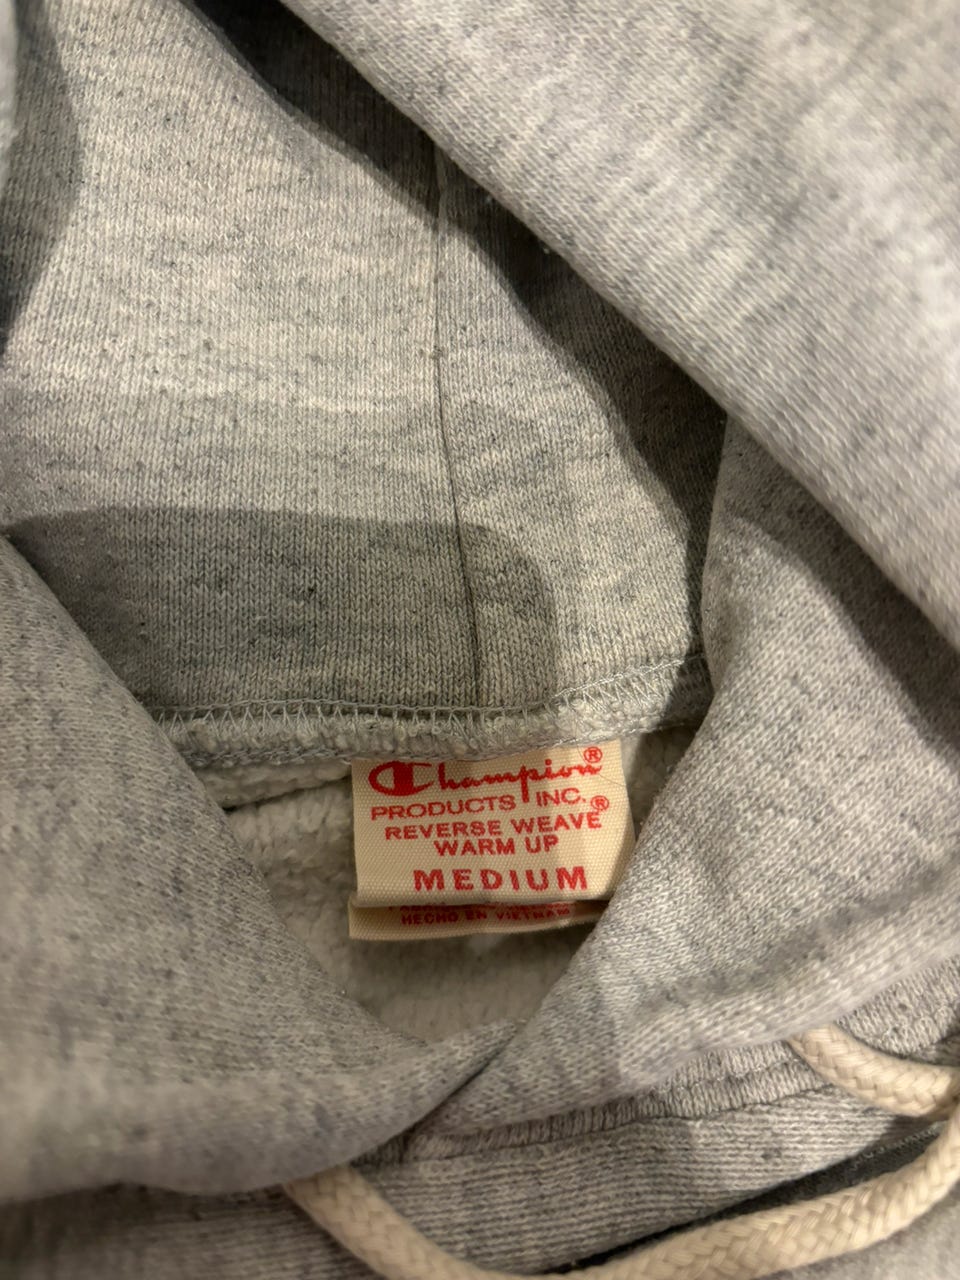 Champion®
PRODUCTS INC.®
REVERSE WEAVE
WARM UP
MEDIUM
HECHO EN VIETNAM